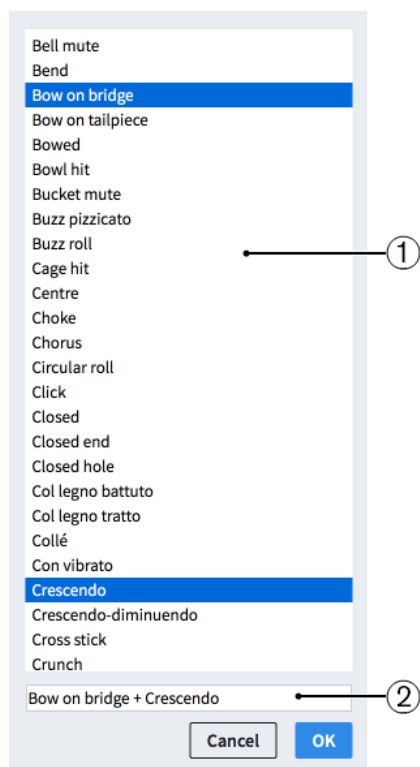 Bell mute
Bend
Bow on bridge
Bow on tailpiece
Bowed
Bowl hit
Bucket mute
Buzz pizzicato
Buzz roll
1
Cage hit
Centre
Choke
Chorus
Circular roll
Click
Closed
Closed end
Closed hole
Col legno battuto
Col legno tratto
Collé
Con vibrato
Crescendo
Crescendo-diminuendo
Cross stick
Crunch
Bow on bridge + Crescendo 2
Cancel OK